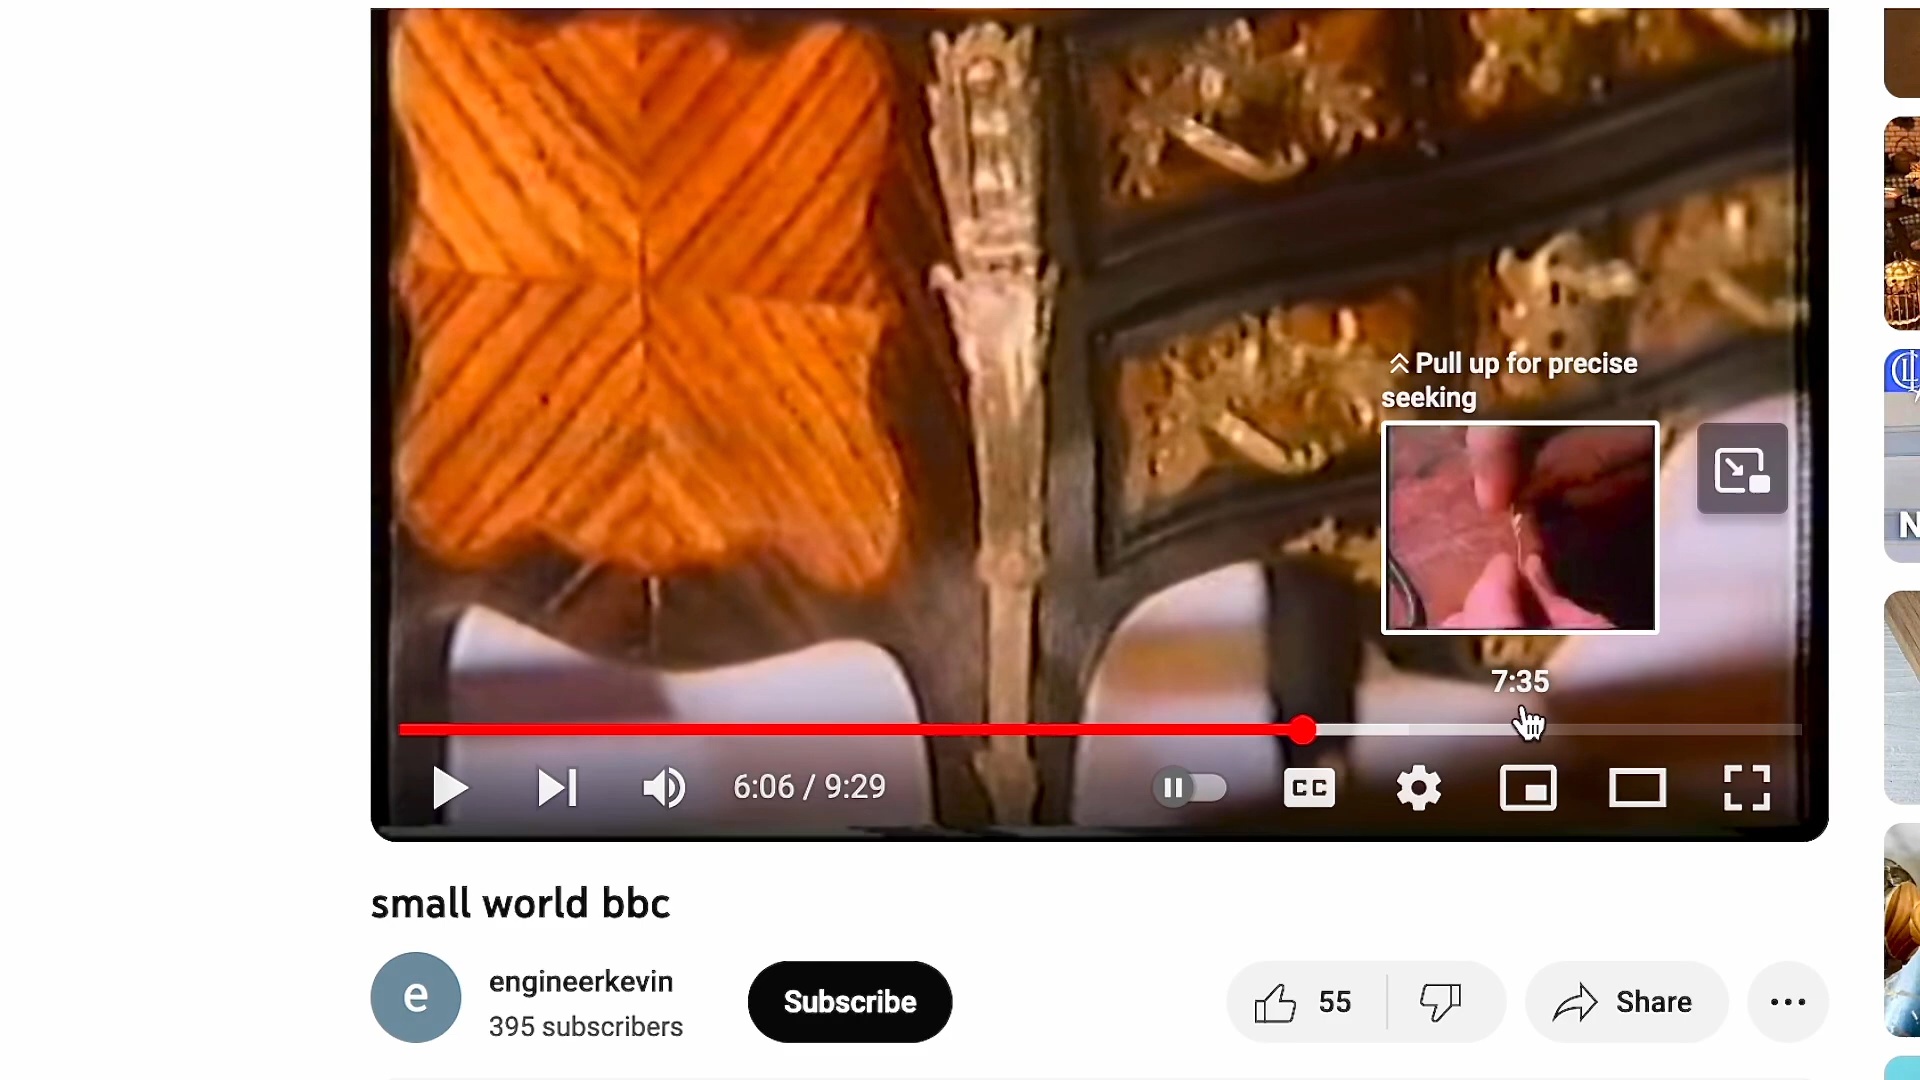 Pull up for precise
seeking
7:35
6:06 / 9:29
CC
small world bbc
e
engineerkevin
395 subscribers
Subscribe
55
Share
N